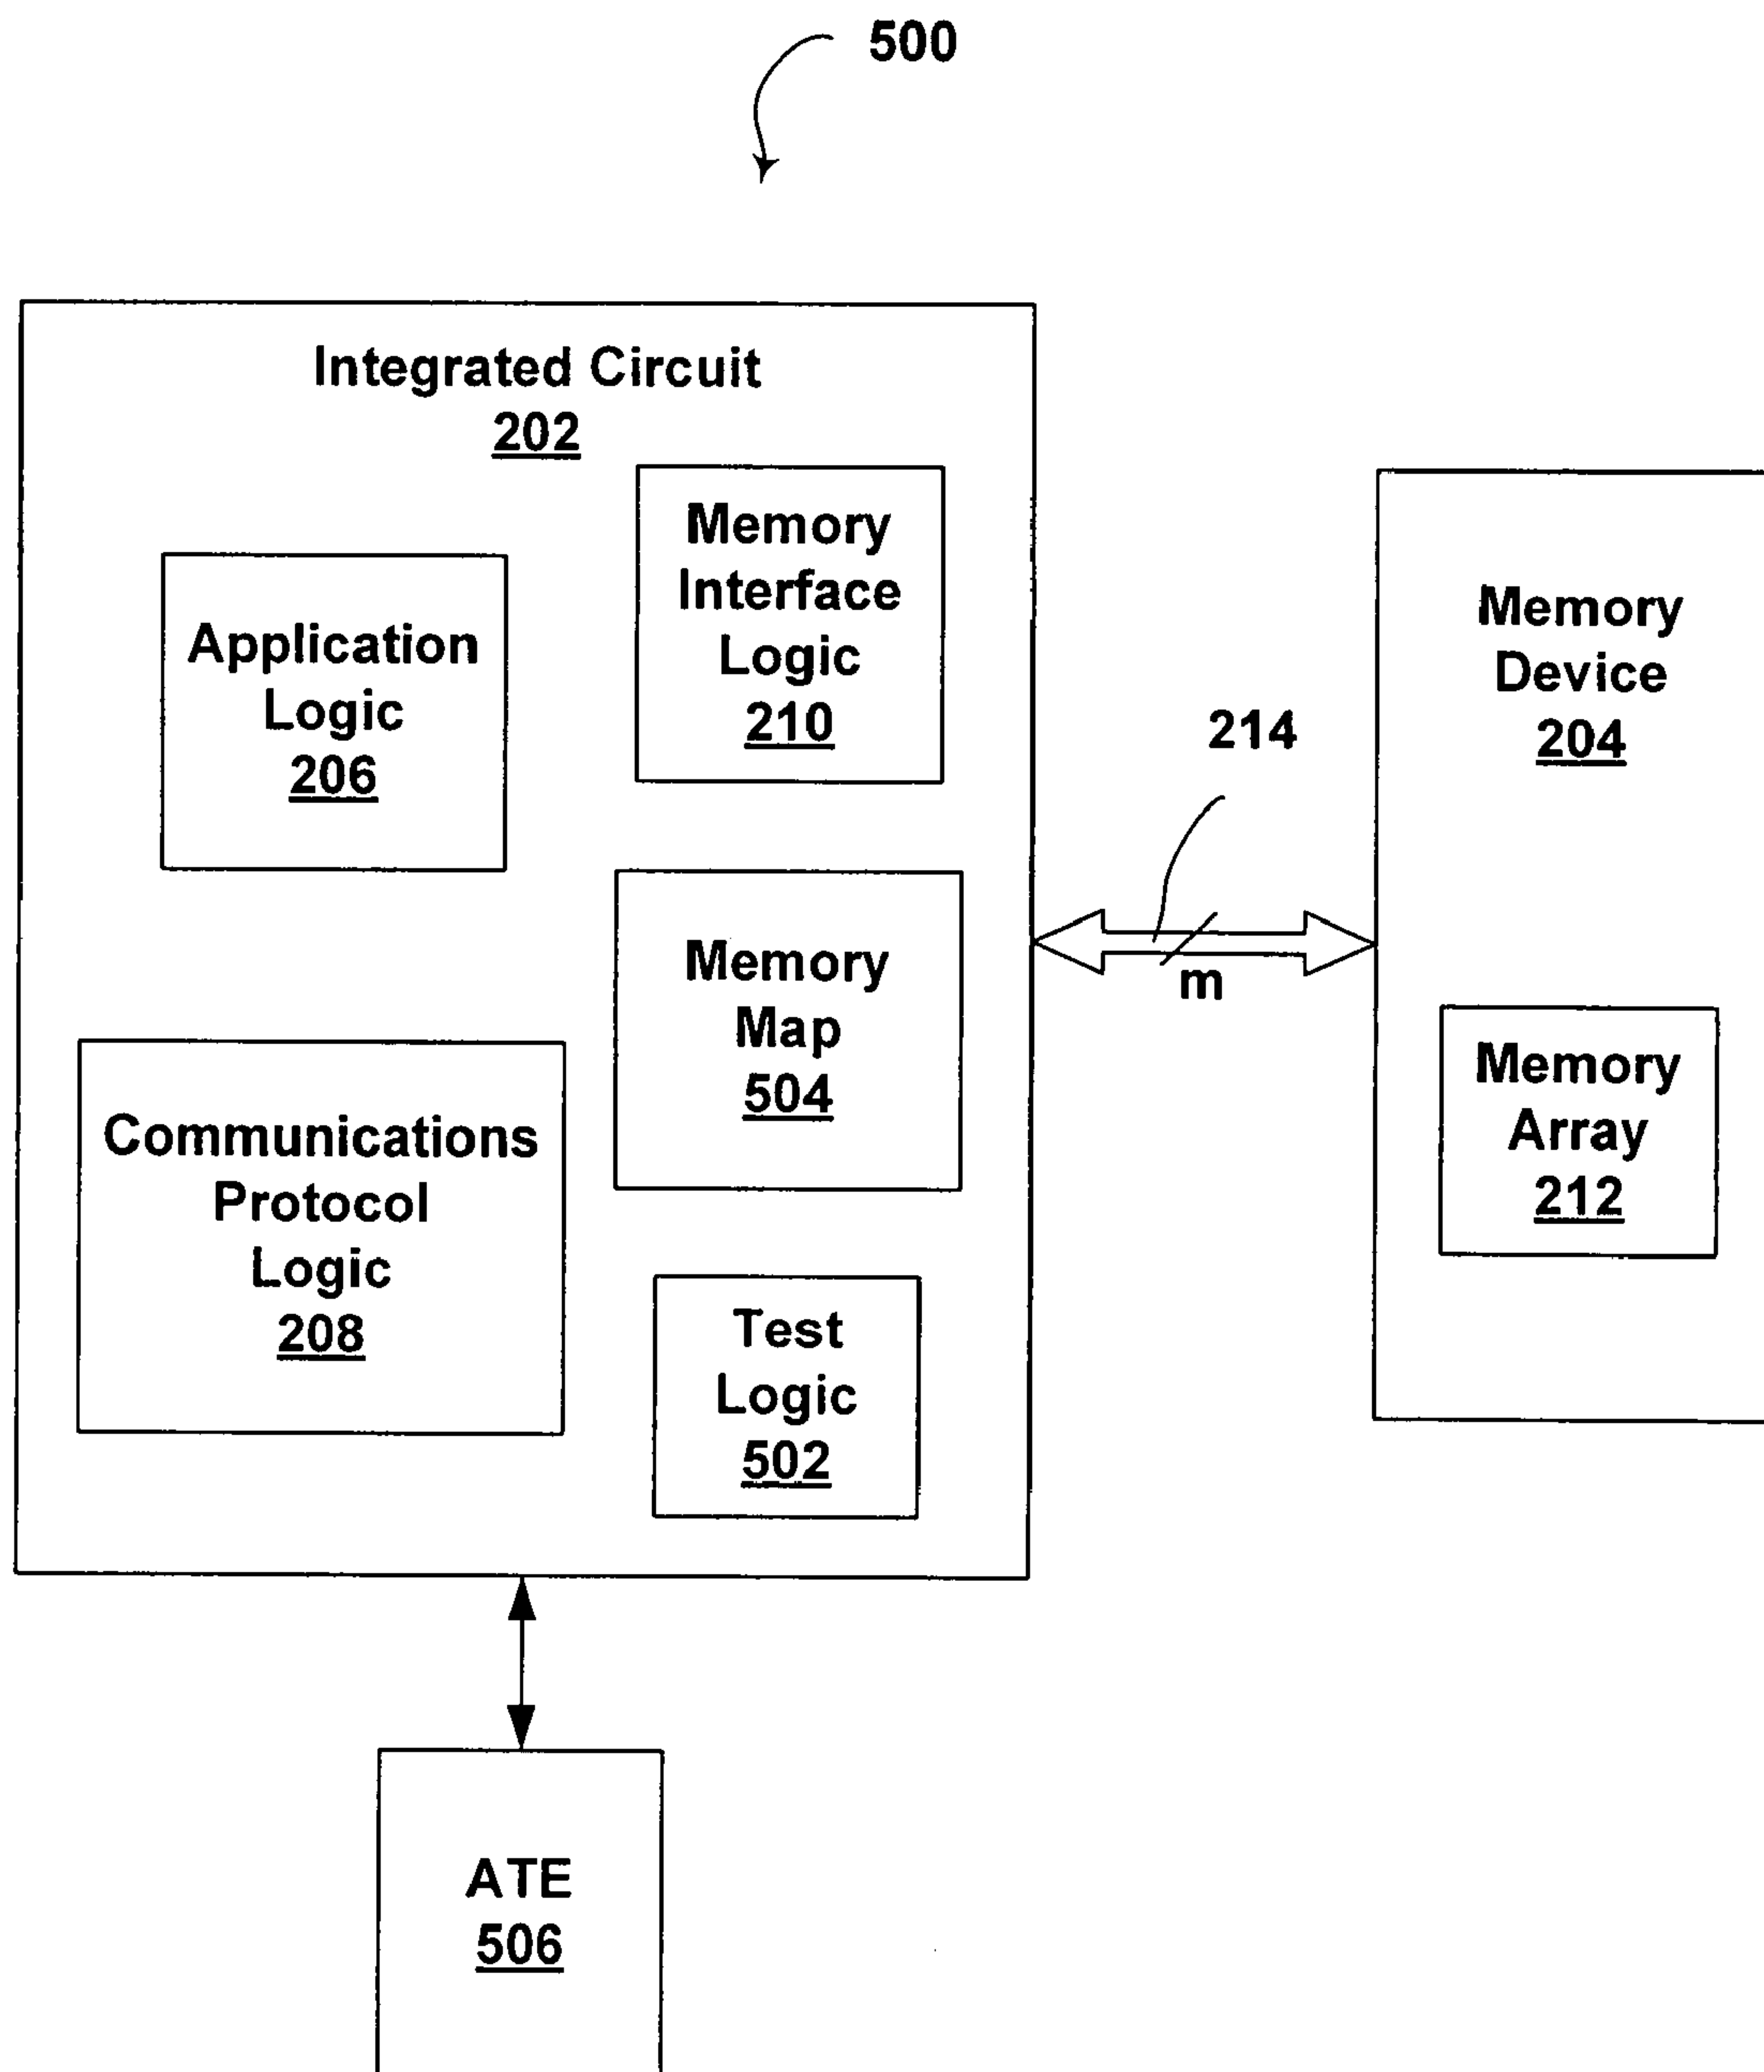 500
Integrated Circuit
202
Memory
Interface
Logic
210
Application
Logic
206
Memory
Device
204
214
m
Memory
Map
504
Memory
Array
212
Communications
Protocol
Logic
208
Test
Logic
502
ATE
506